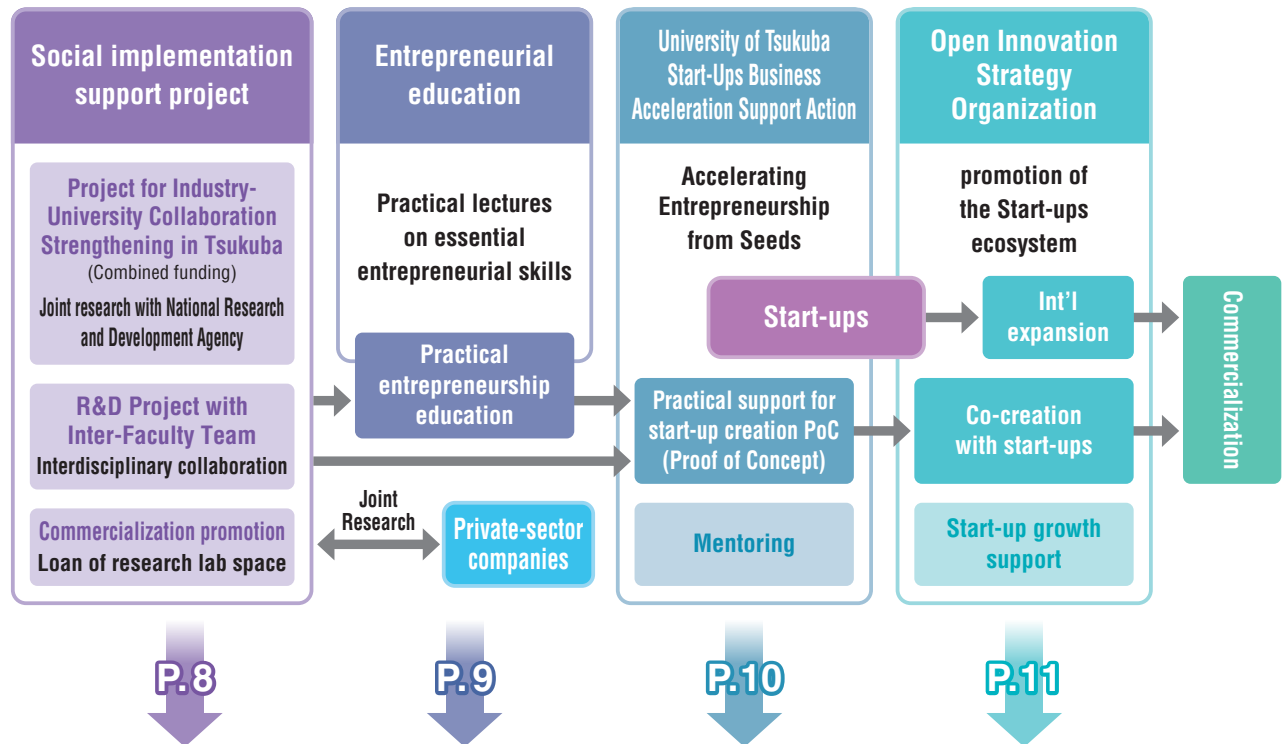 Social implementation
support project
Project for Industry-
University Collaboration
Strengthening in Tsukuba
(Combined funding)
Joint research with National Research
and Development Agency
R&D Project with
Inter-Faculty Team
Interdisciplinary collaboration
Commercialization promotion
Loan of research lab space
Entrepreneurial
education
Practical lectures
on essential
entrepreneurial skills
Practical
entrepreneurship
education
Joint
Research
Private-sector
companies
University of Tsukuba
Start-Ups Business
Acceleration Support Action
Accelerating
Entrepreneurship
from Seeds
Start-ups
Practical support for
start-up creation PoC
(Proof of Concept)
Mentoring
Open Innovation
Strategy
Organization
promotion of
the Start-ups
ecosystem
Int'l
expansion
Co-creation
with start-ups
Start-up growth
support
Commercialization
P.8
P.9
P.10
P.11